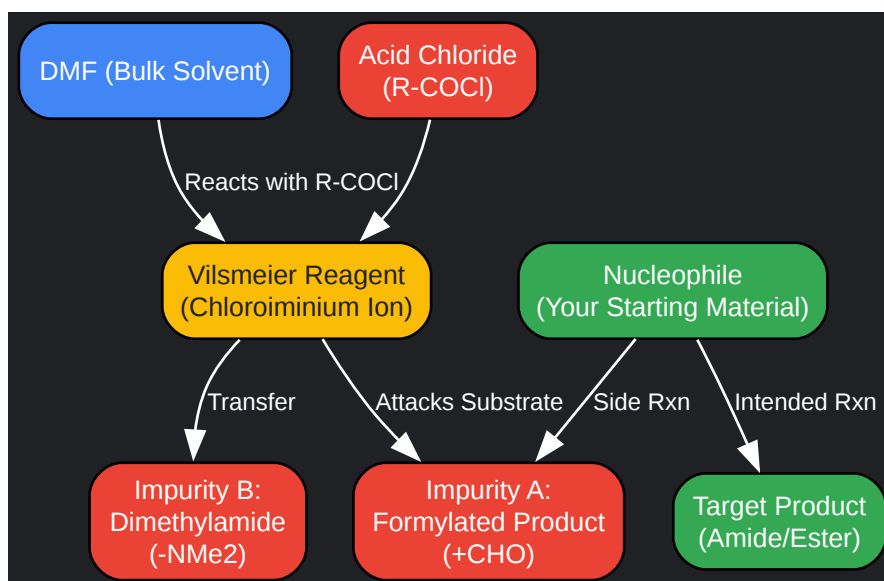 DMF (Bulk Solvent)
Acid Chloride
(R-COCl)
Reacts with R-COCl
Vilsmeier Reagent
(Chloroiminium Ion)
Nucleophile
(Your Starting Material)
Transfer
Attacks Substrate
Side Rxn
Intended Rxn
Impurity B:
Dimethylamide
(-NMe2)
Impurity A:
Formylated Product
(+CHO)
Target Product
(Amide/Ester)